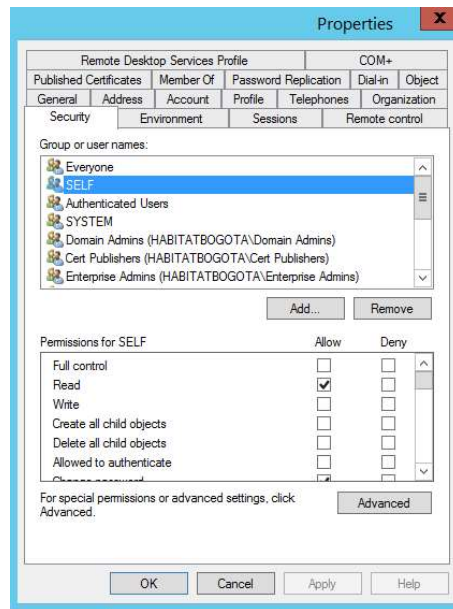 Properties
x
Remote Desktop Services Profile COM+
Published Certificates Member Of Password Replication Dial-in Object
General Address Account Profile Telephones Organization
Security Environment Sessions Remote control
Group or user names:
Everyone
SELF
Authenticated Users
SYSTEM
Domain Admins (HABITATBOGOTA\Domain Admins)
Cert Publishers (HABITATBOGOTA\Cert Publishers)
Enterprise Admins (HABITATBOGOTA\Enterprise Admins)
Add... Remove
Permissions for SELF Allow Deny
Full control
Read
Write
Create all child objects
Delete all child objects
Allowed to authenticate
Change password
For special permissions or advanced settings, click
Advanced.
Advanced
OK Cancel Apply Help